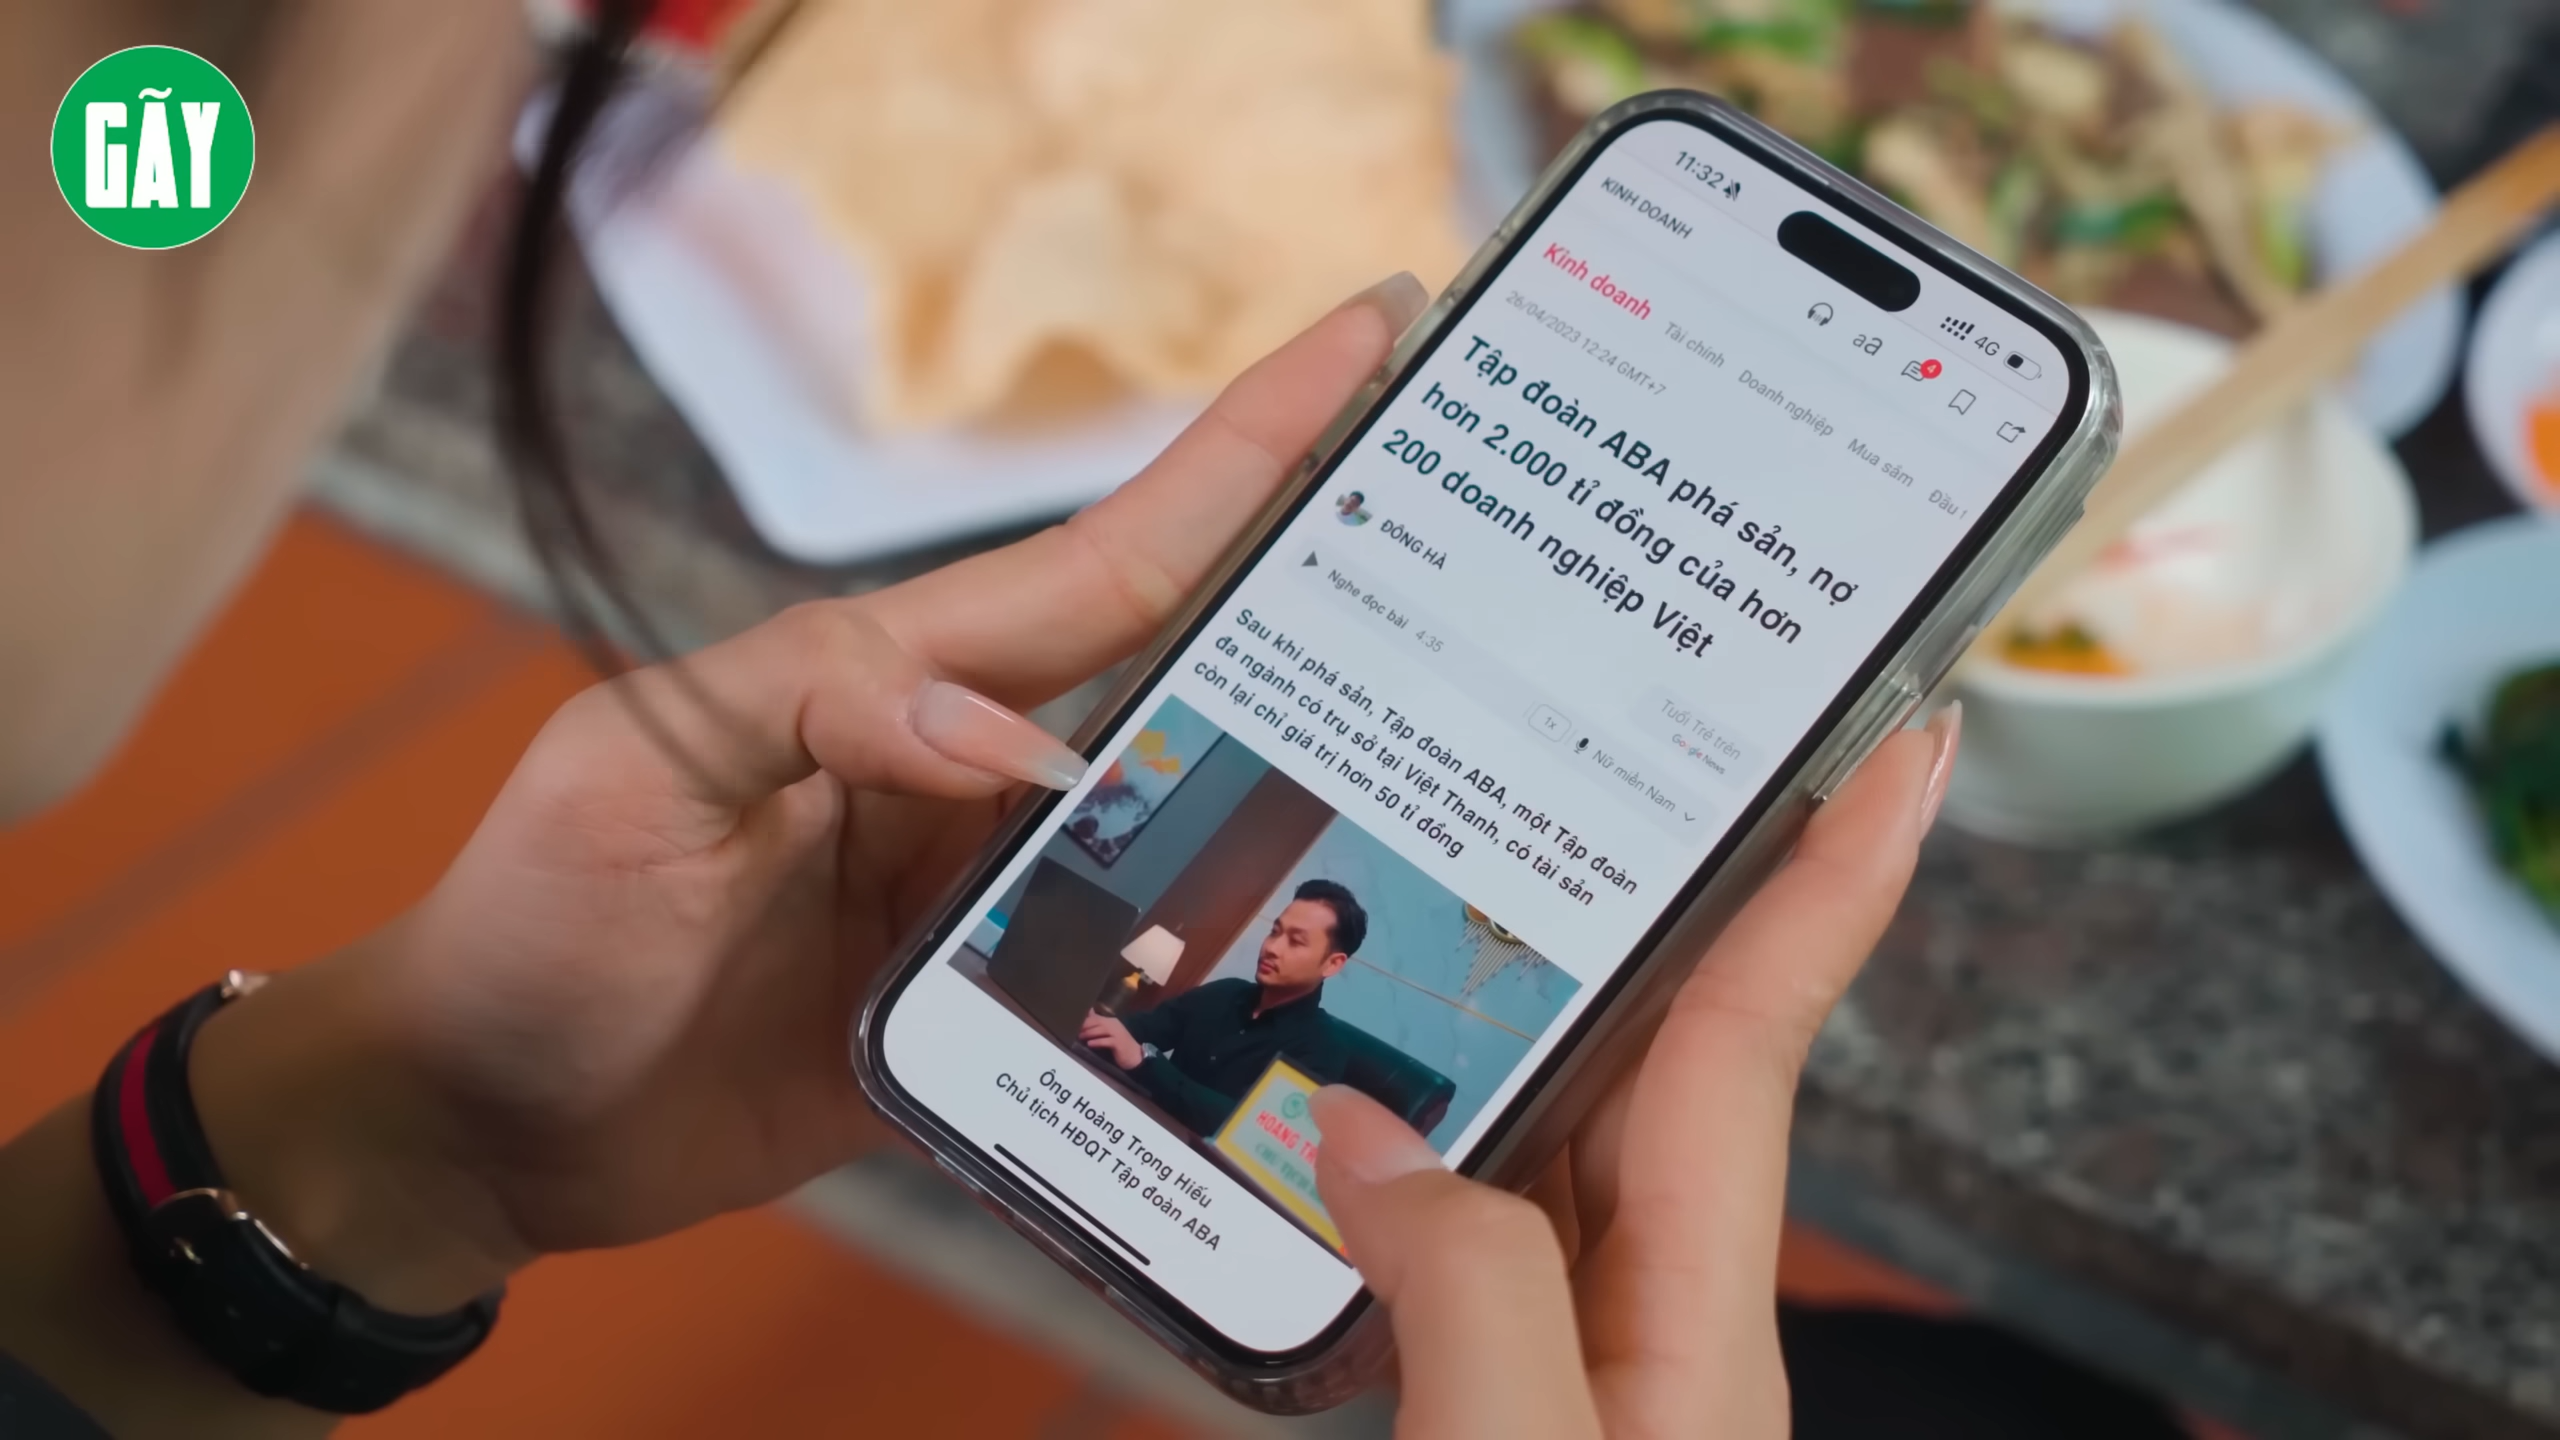 GÃY
11:32
4G
KINH DOANH
aa
4
Kinh doanh Tài chính Doanh nghiệp Mua sắm Đầu
26/04/2023 12:24 GMT+7
Tập đoàn ABA phá sản, nợ
hơn 2.000 tỉ đồng của hơn
200 doanh nghiệp Việt
ĐÔNG HÀ
Tuổi Trẻ trên
Google News
Nghe đọc bài 4:35
1x
Nữ miền Nam
Sau khi phá sản, Tập đoàn ABA, một Tập đoàn
đa ngành có trụ sở tại Việt Thanh, có tài sản
còn lại chỉ giá trị hơn 50 tỉ đồng
HOÀNG
Ông Hoàng Trọng Hiếu
Chủ tịch HĐQT Tập đoàn ABA